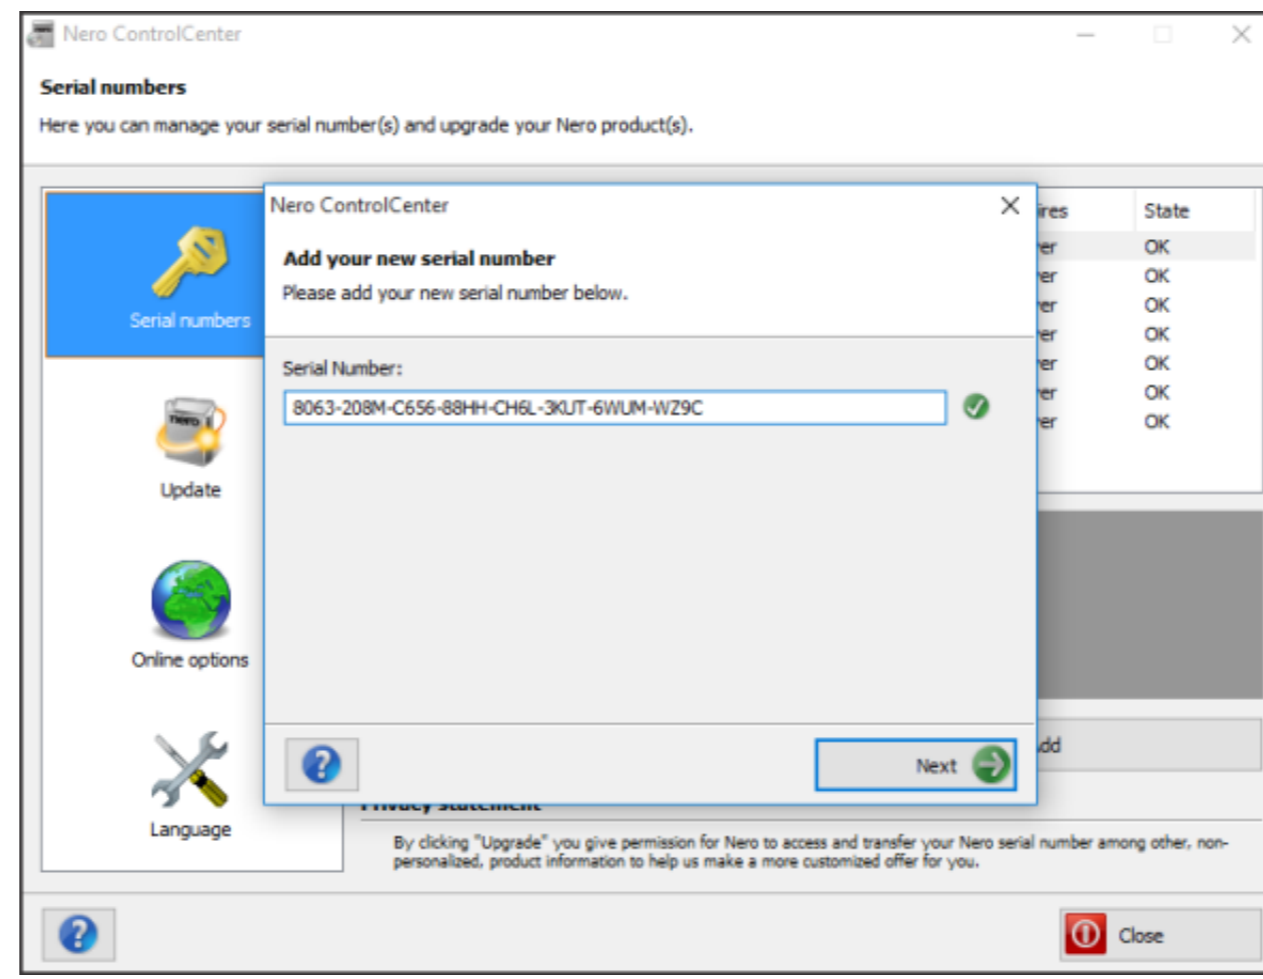 Nero ControlCenter
Serial numbers
Here you can manage your serial number(s) and upgrade your Nero product(s).
Serial numbers
nero
Update
Online options
Language
Nero ControlCenter
Add your new serial number
Please add your new serial number below.
Serial Number:
8063-208M-C656-88HH-CH6L-3KUT-6WUM-WZ9C
Next
State
OK
OK
OK
OK
OK
OK
OK
Privacy statement
By clicking "Upgrade" you give permission for Nero to access and transfer your Nero serial number among other, non-
personalized, product information to help us make a more customized offer for you.
Close